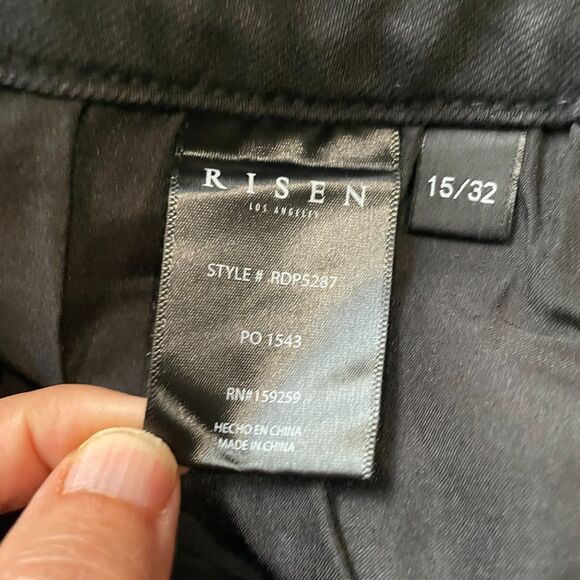 RISEN
LOS ANGELES
STYLE # RDP5287
PO 1543
RN#159259
HECHO EN CHINA
MADE IN CHINA
15/32